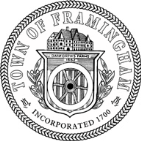 TOWN OF FRAMINGHAM
INCORPORATED 1700